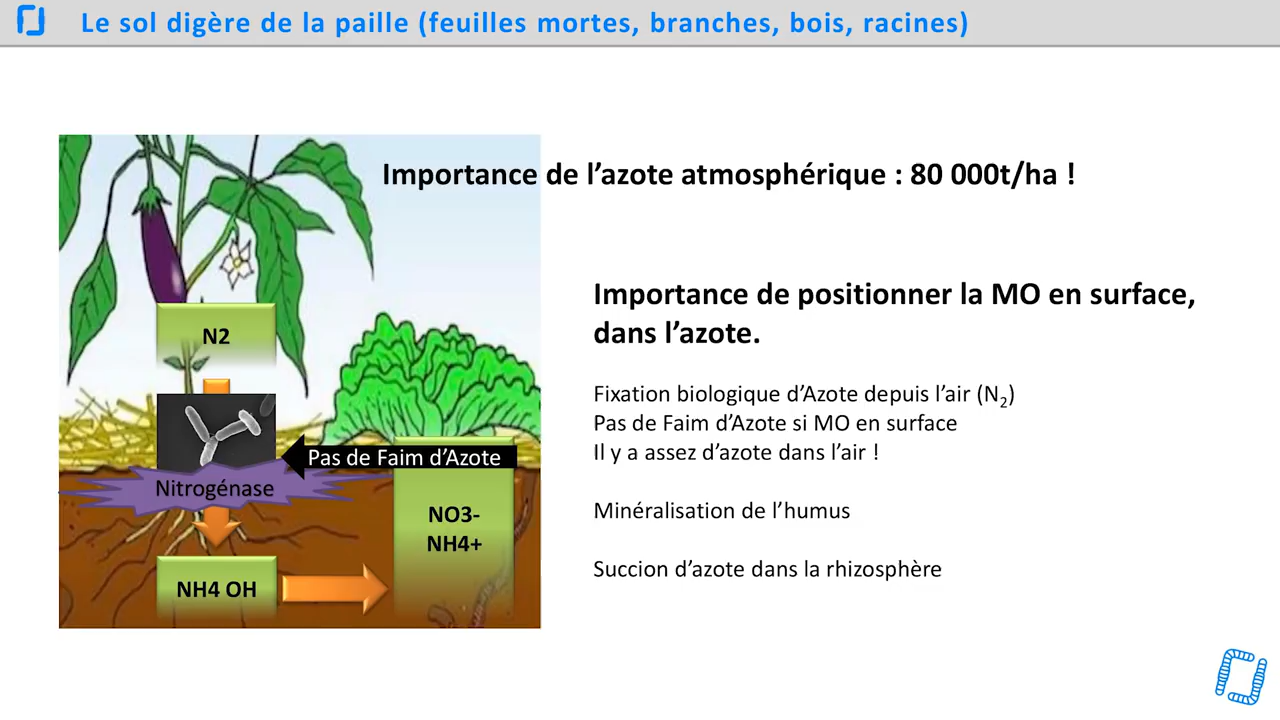 Le sol digère de la paille (feuilles mortes, branches, bois, racines)
Importance de l’azote atmosphérique : 80 000t/ha !
Importance de positionner la MO en surface,
dans l’azote.
N2
Fixation biologique d’Azote depuis l’air (N₂)
Pas de Faim d’Azote si MO en surface
Il y a assez d’azote dans l’air !
Pas de Faim d’Azote
Nitrogénase
Minéralisation de l’humus
NO3-
NH4+
Succion d’azote dans la rhizosphère
NH4 OH